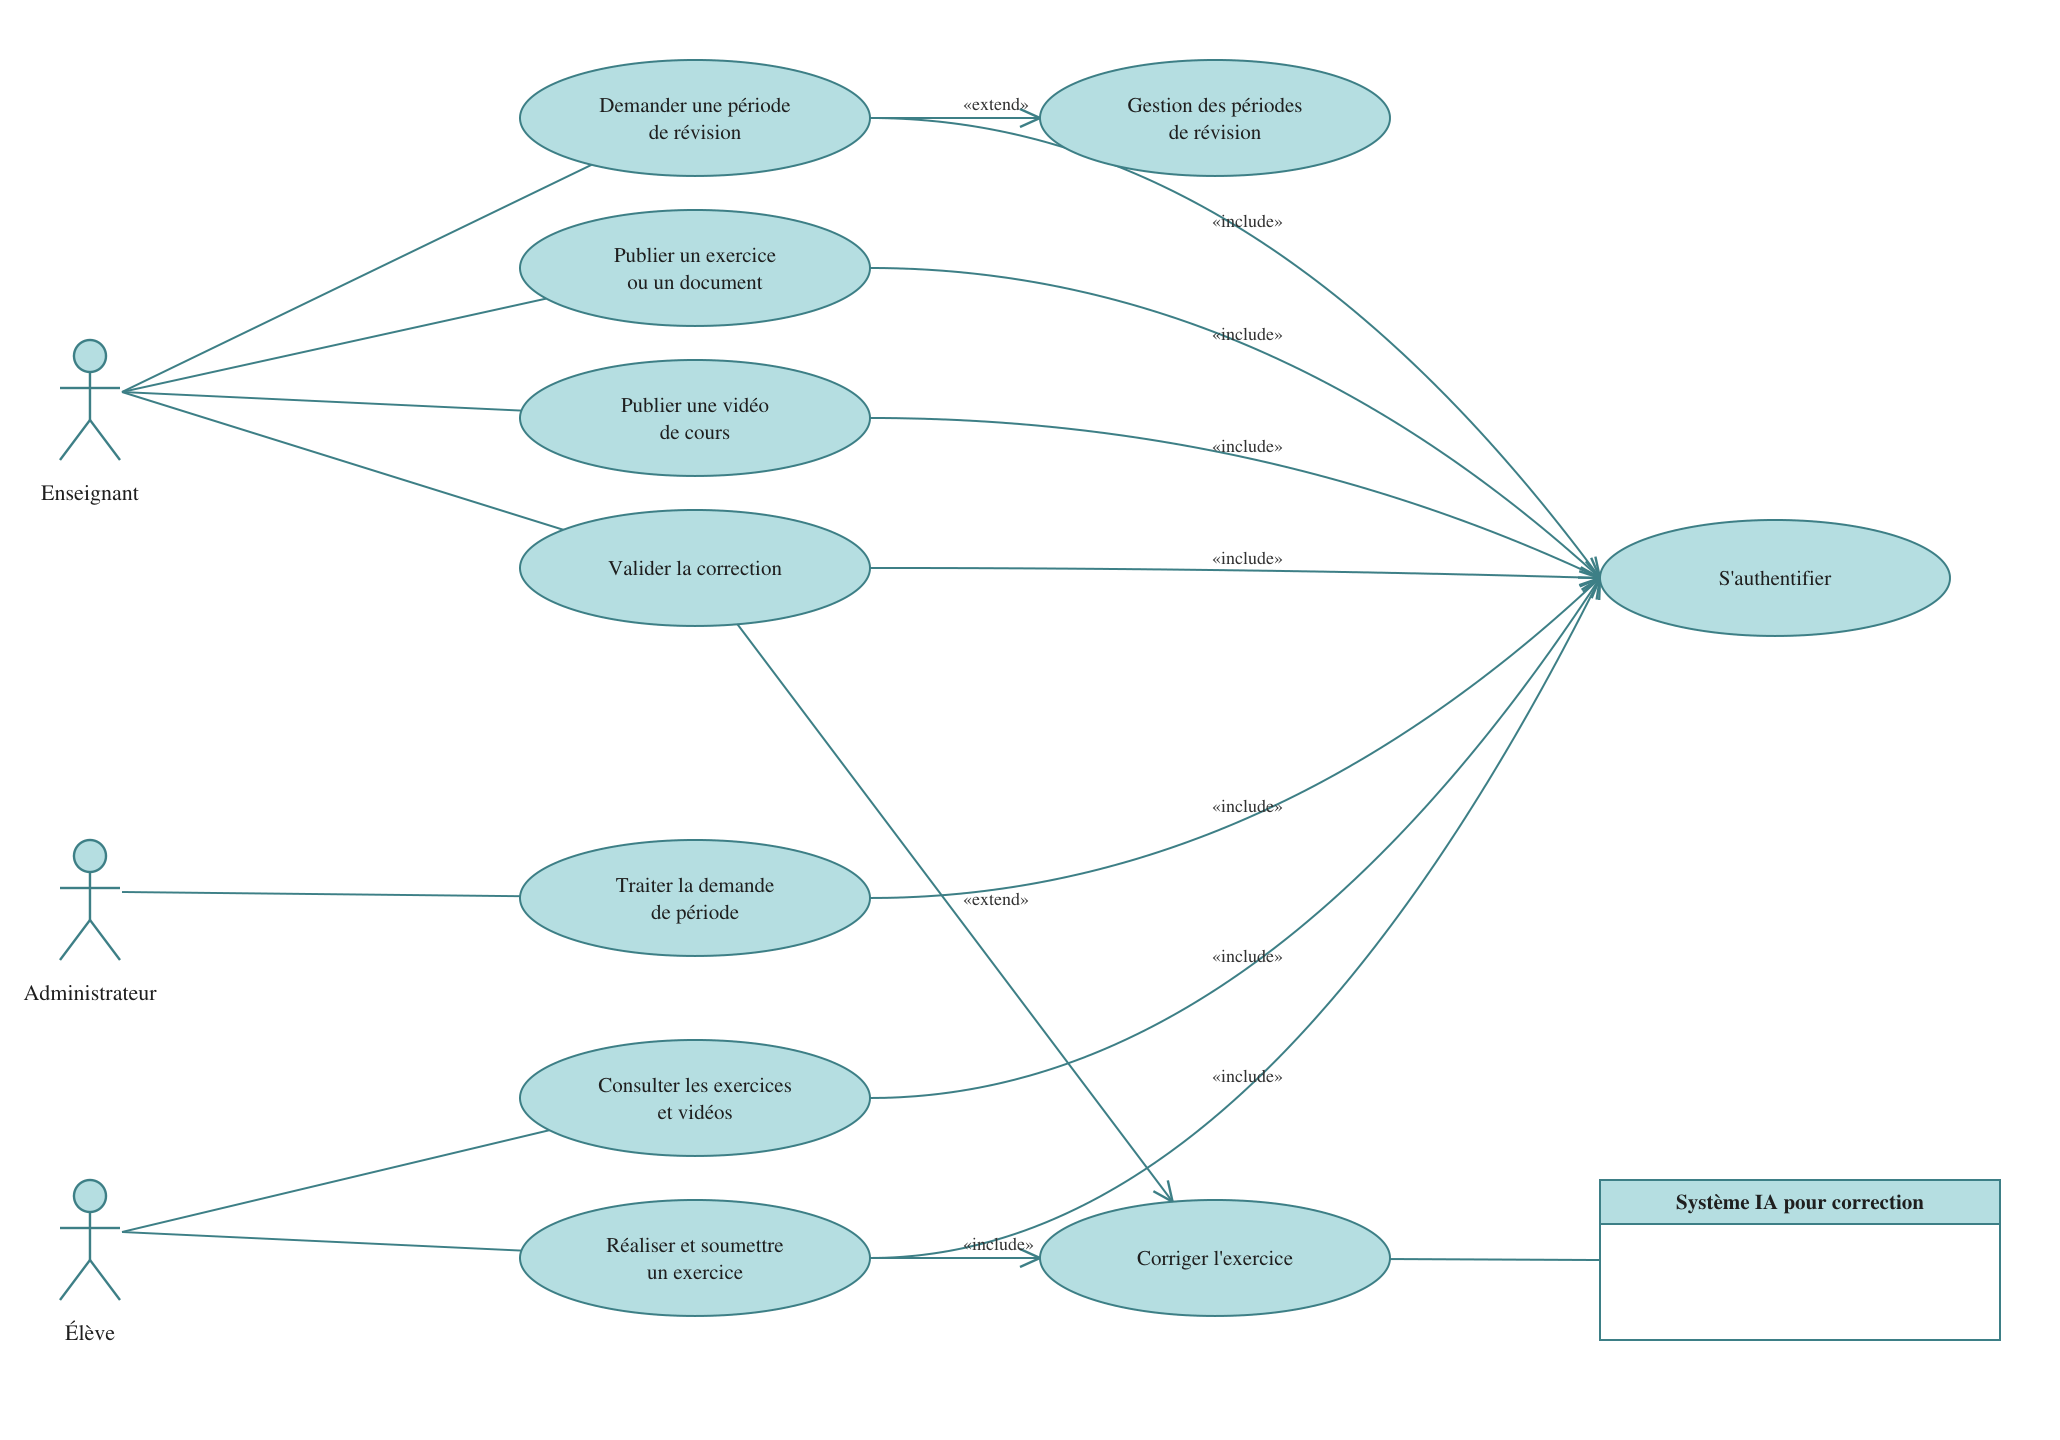 Demander une période
de révision
«extend»
Gestion des périodes
de révision
«include»
Publier un exercice
ou un document
«include»
Publier une vidéo
de cours
«include»
Enseignant
Valider la correction
«include»
S'authentifier
«include»
Traiter la demande
de période
«extend»
Administrateur
«include»
Consulter les exercices
et vidéos
«include»
Système IA pour correction
Réaliser et soumettre
un exercice
«include»
Corriger l'exercice
Élève